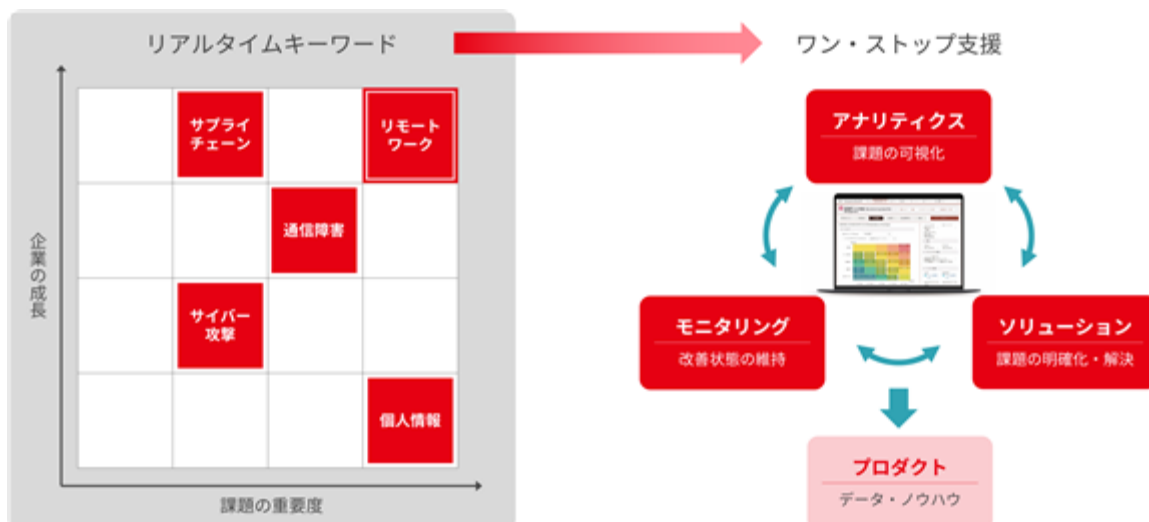 リアルタイムキーワード
ワン・ストップ支援
サプライ
チェーン
リモート
ワーク
通信障害
サイバー
攻撃
個人情報
企業の成長
課題の重要度
アナリティクス
課題の可視化
モニタリング
改善状態の維持
ソリューション
課題の明確化・解決
プロダクト
データ・ノウハウ